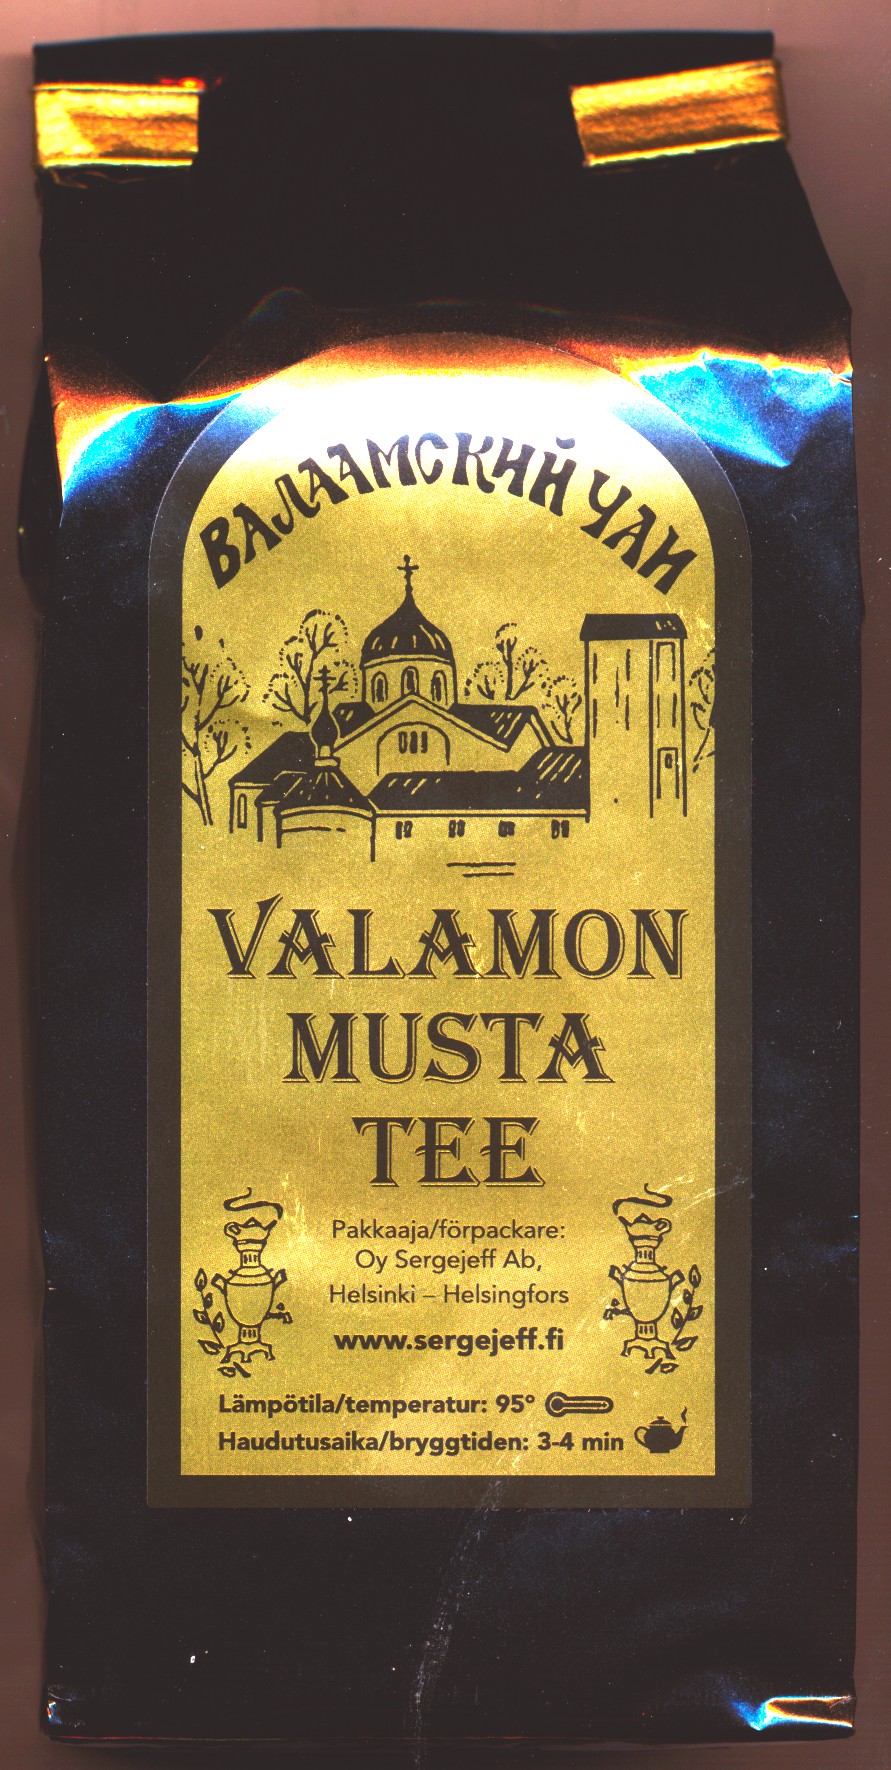 ВАЛААМСКИЙ ЧАИ
VALAMON
MUSTA
TEE
Pakkaaja/förpackare:
Oy Sergejeff Ab,
Helsinki – Helsingfors
www.sergejeff.fi
Lämpötila/temperatur: 95°
Haudutusaika/bryggtiden: 3-4 min